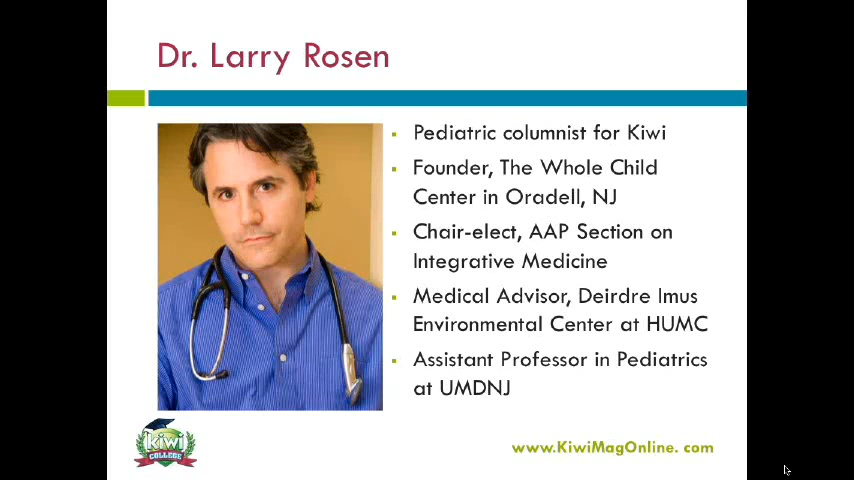 Dr. Larry Rosen
Pediatric columnist for Kiwi
Founder, The Whole Child
Center in Oradell, NJ
Chair-elect, AAP Section on
Integrative Medicine
Medical Advisor, Deirdre Imus
Environmental Center at HUMC
Assistant Professor in Pediatrics
at UMDNJ
kiwi
COLLEGE
www.KiwiMagOnline. com